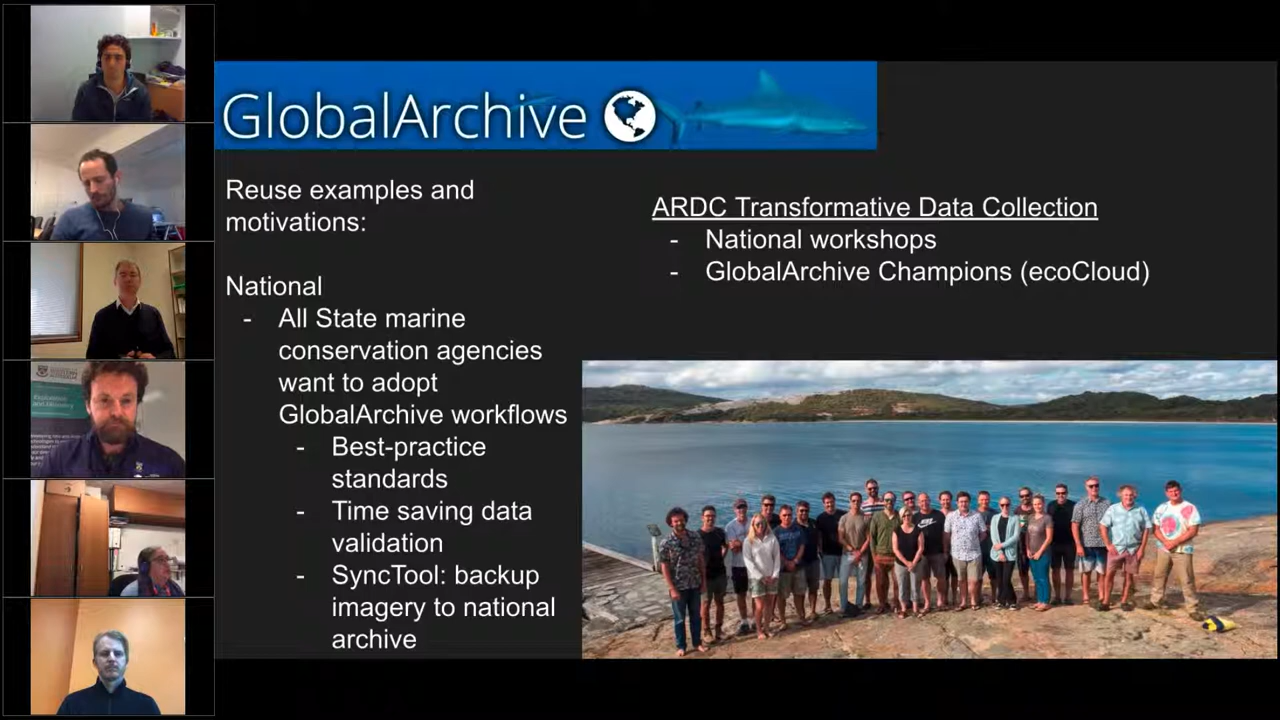 GlobalArchive
Reuse examples and
motivations:
National
- All State marine
conservation agencies
want to adopt
GlobalArchive workflows
- Best-practice
standards
- Time saving data
validation
- SyncTool: backup
imagery to national
archive
ARDC Transformative Data Collection
- National workshops
- GlobalArchive Champions (ecoCloud)